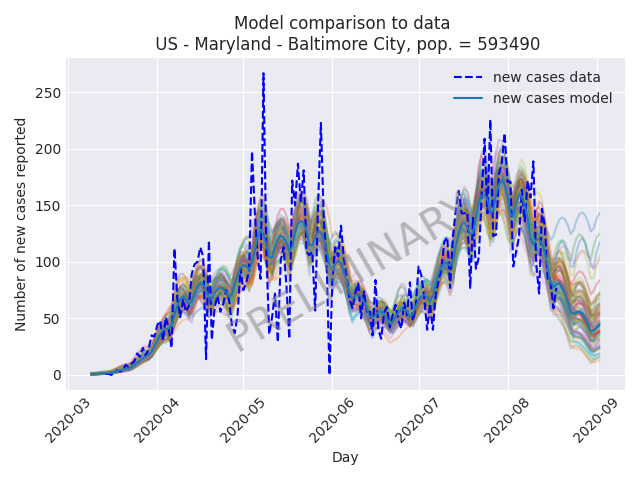 Model comparison to data
US - Maryland - Baltimore City, pop. = 593490
new cases data
new cases model
Number of new cases reported
250
200
150
100
50
0
PRELIMINARY
2020-03
2020-04
2020-05
2020-06
2020-07
2020-08
2020-09
Day